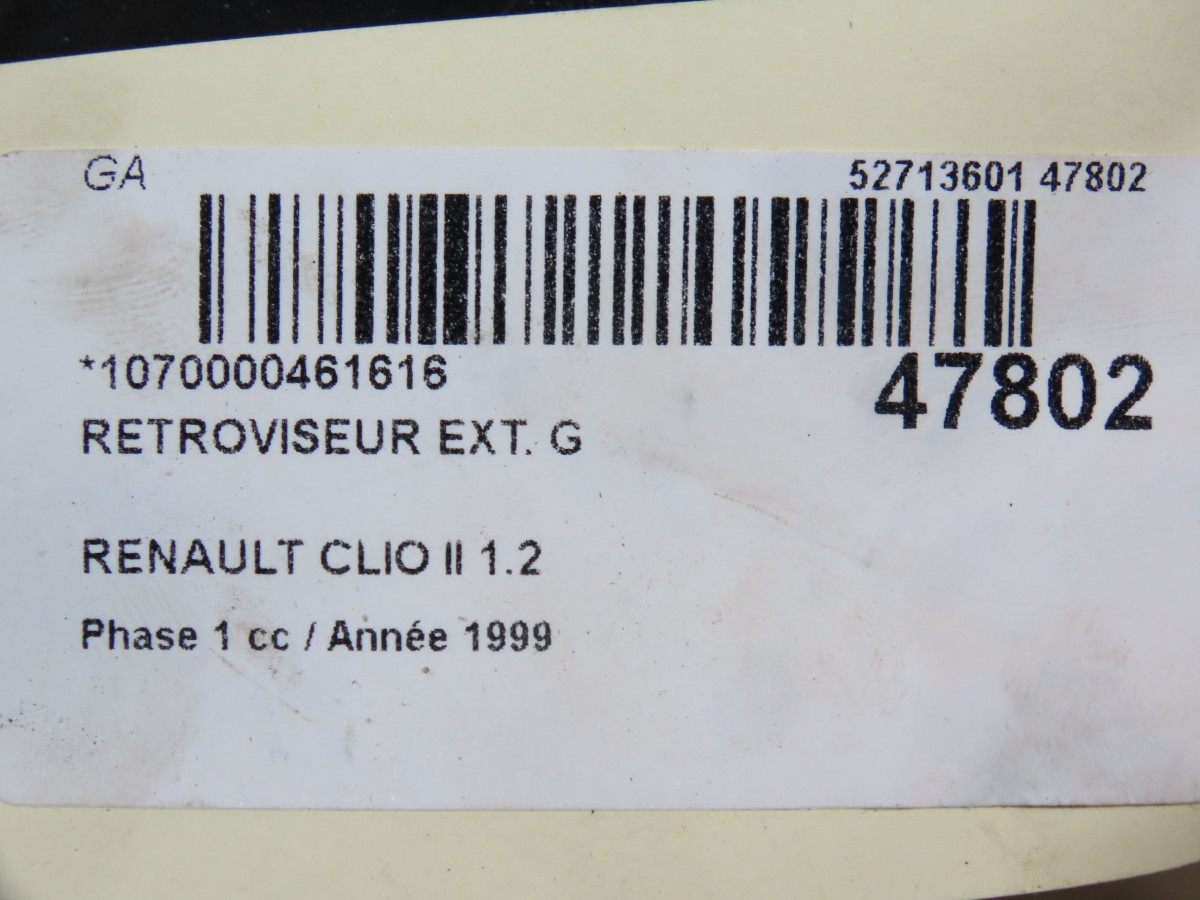 GA
52713601 47802
*1070000461616
47802
RETROVISEUR EXT. G
RENAULT CLIO II 1.2
Phase 1 cc / Année 1999